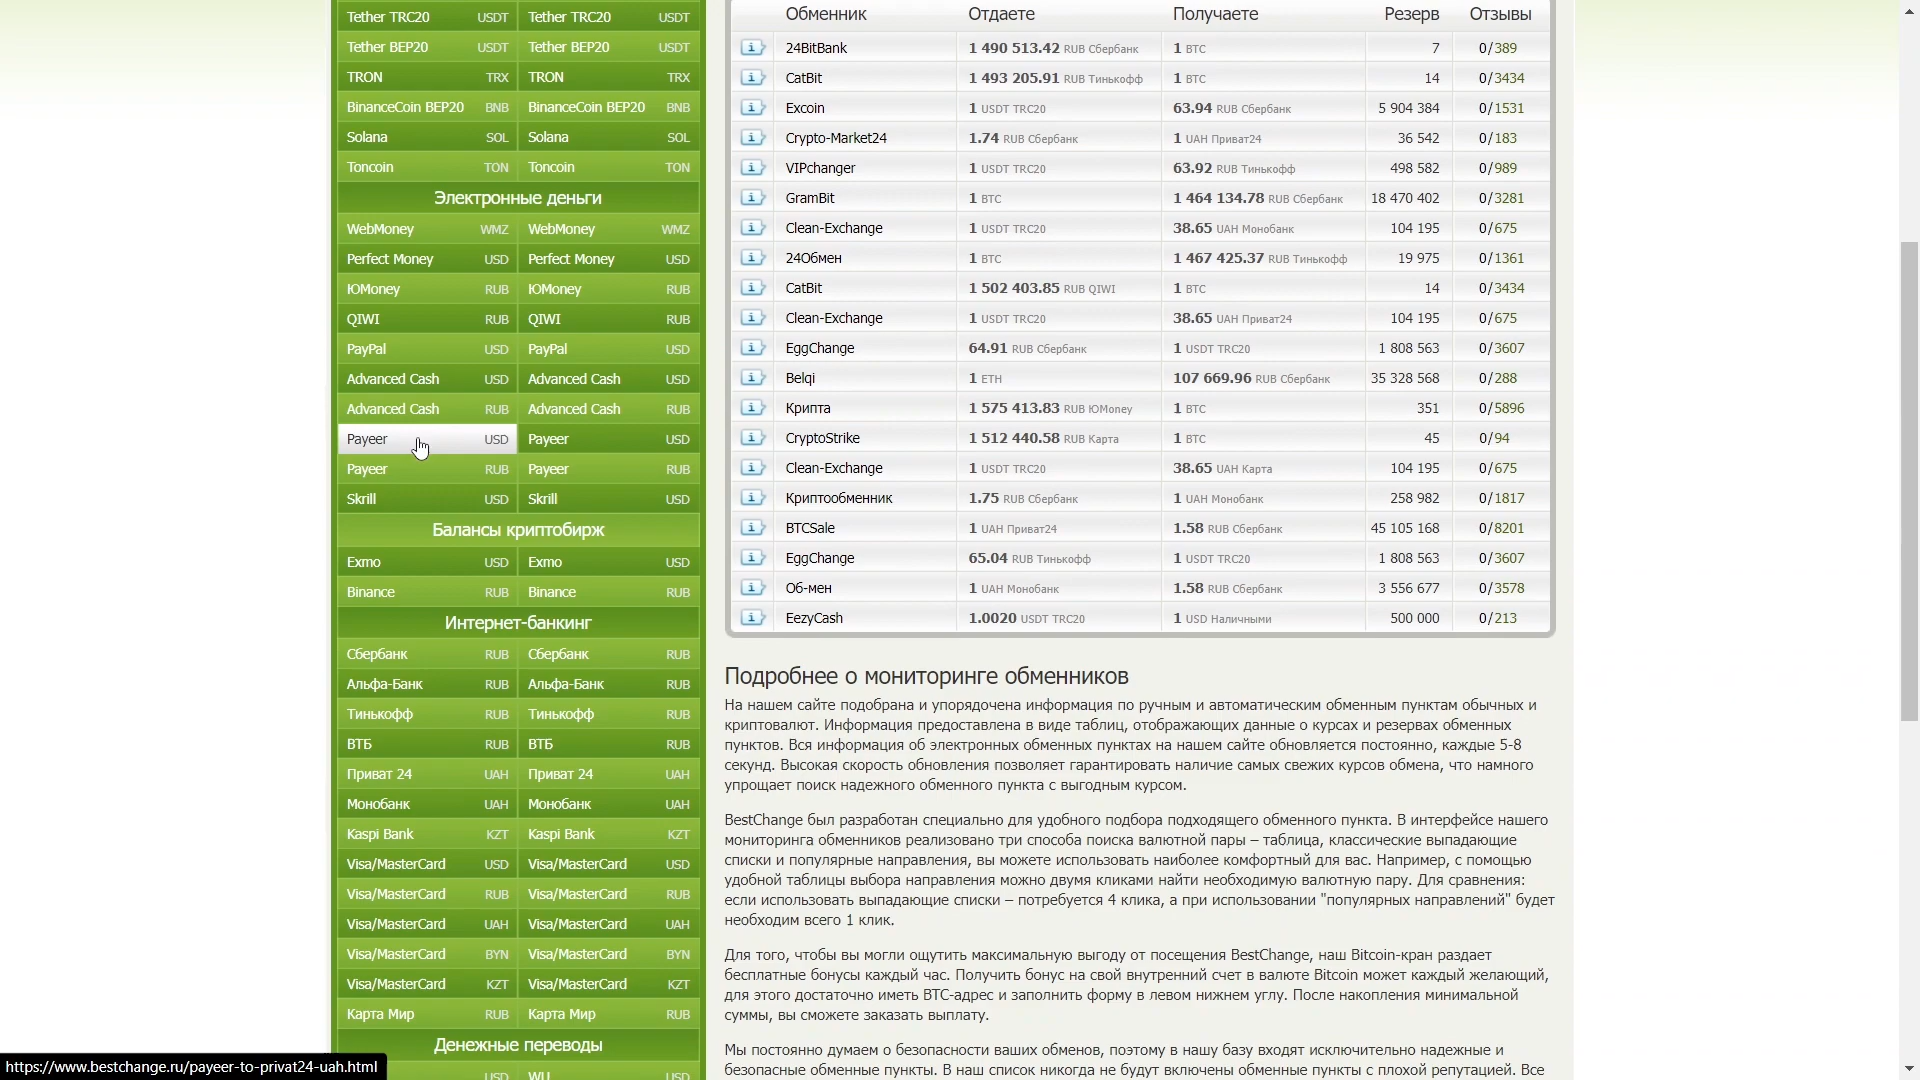 Tether TRC20 USDT Tether TRC20 USDT
Tether BEP20 USDT Tether BEP20 USDT
TRON TRX TRON TRX
BinanceCoin BEP20 BNB BinanceCoin BEP20 BNB
Solana SOL Solana SOL
Toncoin TON Toncoin TON
Электронные деньги
WebMoney WMZ WebMoney WMZ
Perfect Money USD Perfect Money USD
ЮMoney RUB ЮMoney RUB
QIWI RUB QIWI RUB
PayPal USD PayPal USD
Advanced Cash USD Advanced Cash USD
Advanced Cash RUB Advanced Cash RUB
Payeer USD Payeer USD
Payeer RUB Payeer RUB
Skrill USD Skrill USD
Балансы криптобирж
Exmo USD Exmo USD
Binance RUB Binance RUB
Интернет-банкинг
Сбербанк RUB Сбербанк RUB
Альфа-Банк RUB Альфа-Банк RUB
Тинькофф RUB Тинькофф RUB
ВТБ RUB ВТБ RUB
Приват 24 UAH Приват 24 UAH
Монобанк UAH Монобанк UAH
Kaspi Bank KZT Kaspi Bank KZT
Visa/MasterCard USD Visa/MasterCard USD
Visa/MasterCard RUB Visa/MasterCard RUB
Visa/MasterCard UAH Visa/MasterCard UAH
Visa/MasterCard BYN Visa/MasterCard BYN
Visa/MasterCard KZT Visa/MasterCard KZT
Карта Мир RUB Карта Мир RUB
Денежные переводы
USD WU USD
Обменник Отдаете Получаете Резерв Отзывы
24BitBank 1 490 513.42 RUB Сбербанк 1 BTC 7 0/389
CatBit 1 493 205.91 RUB Тинькофф 1 BTC 14 0/3434
Excoin 1 USDT TRC20 63.94 RUB Сбербанк 5 904 384 0/1531
Crypto-Market24 1.74 RUB Сбербанк 1 UAH Приват24 36 542 0/183
VIPchanger 1 USDT TRC20 63.92 RUB Тинькофф 498 582 0/989
GramBit 1 BTC 1 464 134.78 RUB Сбербанк 18 470 402 0/3281
Clean-Exchange 1 USDT TRC20 38.65 UAH Монобанк 104 195 0/675
24Обмен 1 BTC 1 467 425.37 RUB Тинькофф 19 975 0/1361
CatBit 1 502 403.85 RUB QIWI 1 BTC 14 0/3434
Clean-Exchange 1 USDT TRC20 38.65 UAH Приват24 104 195 0/675
EggChange 64.91 RUB Сбербанк 1 USDT TRC20 1 808 563 0/3607
Belqi 1 ETH 107 669.96 RUB Сбербанк 35 328 568 0/288
Крипта 1 575 413.83 RUB ЮMoney 1 BTC 351 0/5896
CryptoStrike 1 512 440.58 RUB Карта 1 BTC 45 0/94
Clean-Exchange 1 USDT TRC20 38.65 UAH Карта 104 195 0/675
Криптообменник 1.75 RUB Сбербанк 1 UAH Монобанк 258 982 0/1817
BTCSale 1 UAH Приват24 1.58 RUB Сбербанк 45 105 168 0/8201
EggChange 65.04 RUB Тинькофф 1 USDT TRC20 1 808 563 0/3607
Об-мен 1 UAH Монобанк 1.58 RUB Сбербанк 3 556 677 0/3578
EezyCash 1.0020 USDT TRC20 1 USD Наличными 500 000 0/213
Подробнее о мониторинге обменников
На нашем сайте подобрана и упорядочена информация по ручным и автоматическим обменным пунктам обычных и
криптовалют. Информация предоставлена в виде таблиц, отображающих данные о курсах и резервах обменных
пунктов. Вся информация об электронных обменных пунктах на нашем сайте обновляется постоянно, каждые 5-8
секунд. Высокая скорость обновления позволяет гарантировать наличие самых свежих курсов обмена, что намного
упрощает поиск надежного обменного пункта с выгодным курсом.
BestChange был разработан специально для удобного подбора подходящего обменного пункта. В интерфейсе нашего
мониторинга обменников реализовано три способа поиска валютной пары – таблица, классические выпадающие
списки и популярные направления, вы можете использовать наиболее комфортный для вас. Например, с помощью
удобной таблицы выбора направления можно двумя кликами найти необходимую валютную пару. Для сравнения:
если использовать выпадающие списки – потребуется 4 клика, а при использовании "популярных направлений" будет
необходим всего 1 клик.
Для того, чтобы вы могли ощутить максимальную выгоду от посещения BestChange, наш Bitcoin-кран раздает
бесплатные бонусы каждый час. Получить бонус на свой внутренний счет в валюте Bitcoin может каждый желающий,
для этого достаточно иметь BTC-адрес и заполнить форму в левом нижнем углу. После накопления минимальной
суммы, вы сможете заказать выплату.
Мы постоянно думаем о безопасности ваших обменов, поэтому в нашу базу входят исключительно надежные и
безопасные обменные пункты. В наш список никогда не будут включены обменные пункты с плохой репутацией. Все
https://www.bestchange.ru/payeer-to-privat24-uah.html